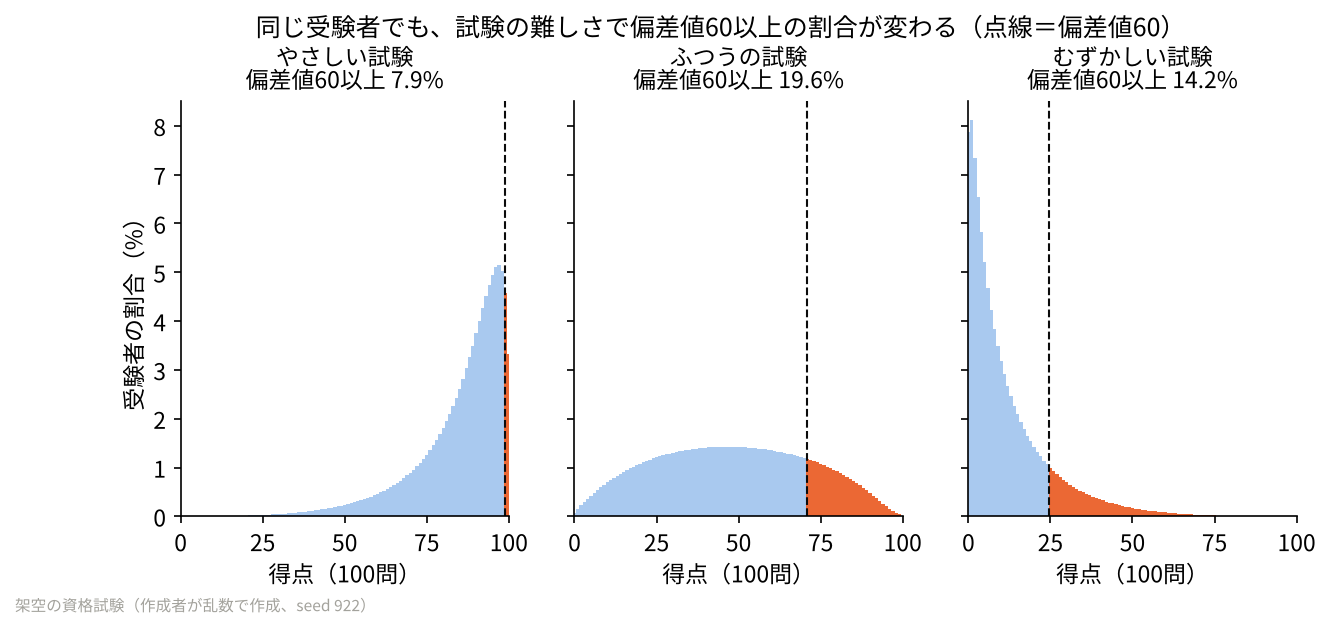 同じ受験者でも、試験の難しさで偏差値60以上の割合が変わる（点線＝偏差値60）
やさしい試験
偏差値60以上 7.9%
ふつうの試験
偏差値60以上 19.6%
むずかしい試験
偏差値60以上 14.2%
受験者の割合（%）
8
7
6
5
4
3
2
1
0
0 25 50 75 100
0 25 50 75 100
0 25 50 75 100
得点（100問）
得点（100問）
得点（100問）
架空の資格試験（作成者が乱数で作成、seed 922）